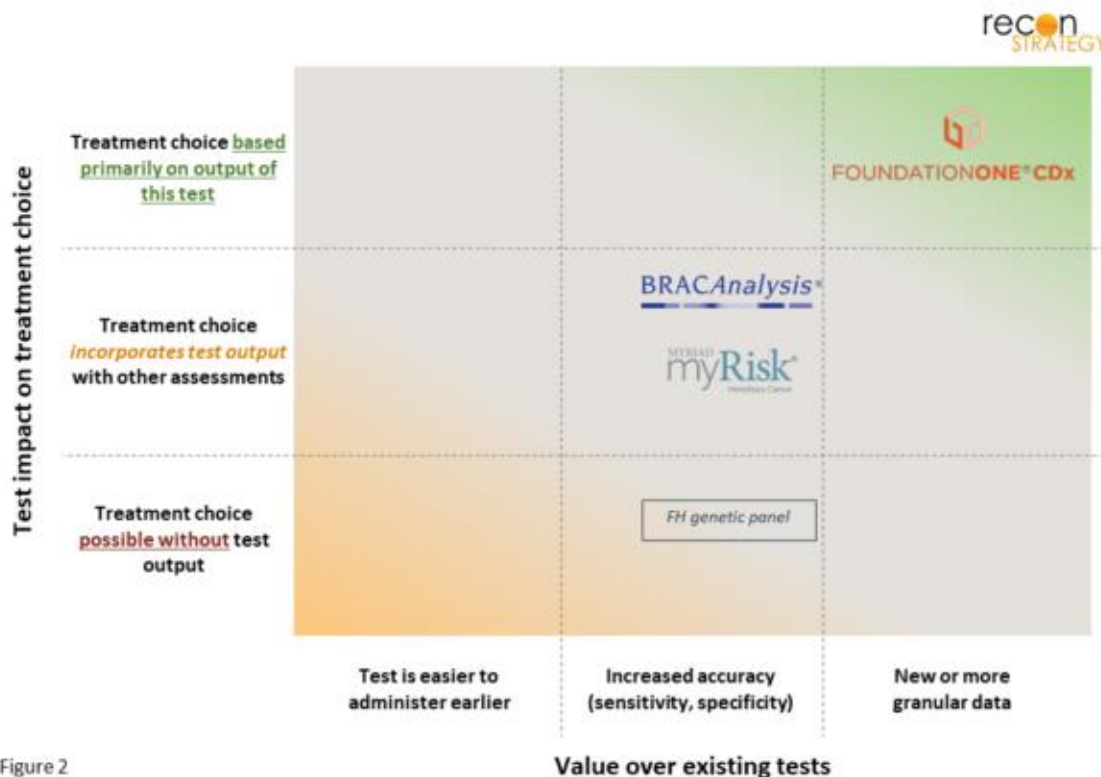 recon
STRATEGY
Test impact on treatment choice
Treatment choice based
primarily on output of
this test
FOUNDATIONONE®CDx
Treatment choice
incorporates test output
with other assessments
BRACAnalysis®
MYRIAD
myRisk®
Hereditary Cancer
Treatment choice
possible without test
output
FH genetic panel
Test is easier to
administer earlier
Increased accuracy
(sensitivity, specificity)
New or more
granular data
Figure 2
Value over existing tests